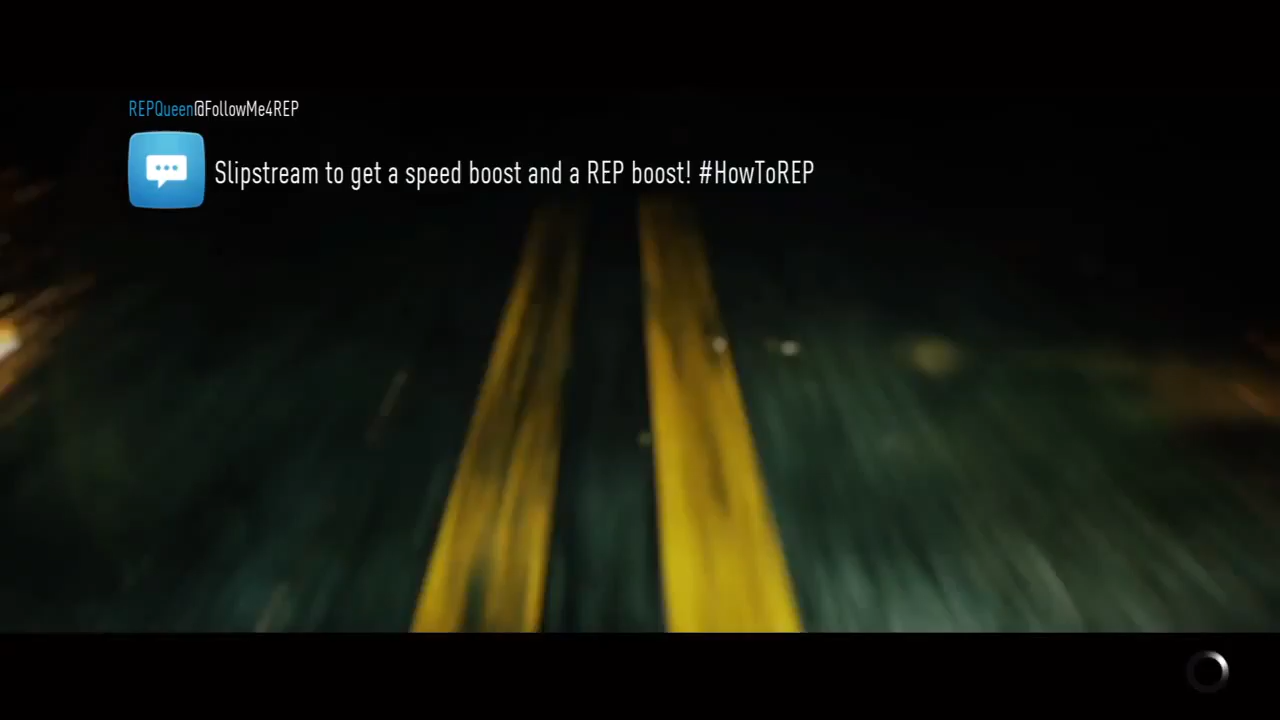 REPQueen@FollowMe4REP
Slipstream to get a speed boost and a REP boost! #HowToREP